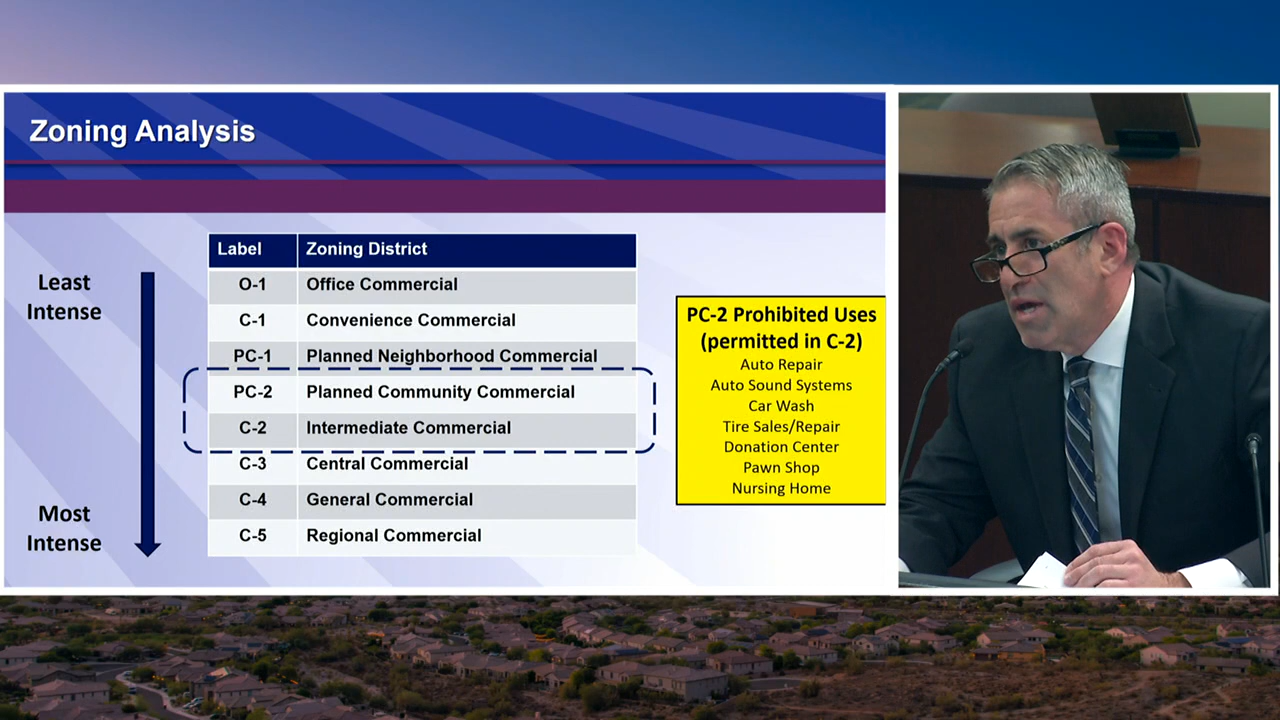 Zoning Analysis
Least
Intense
Most
Intense
Label Zoning District
O-1 Office Commercial
C-1 Convenience Commercial
PC-1 Planned Neighborhood Commercial
PC-2 Planned Community Commercial
C-2 Intermediate Commercial
C-3 Central Commercial
C-4 General Commercial
C-5 Regional Commercial
PC-2 Prohibited Uses
(permitted in C-2)
Auto Repair
Auto Sound Systems
Car Wash
Tire Sales/Repair
Donation Center
Pawn Shop
Nursing Home